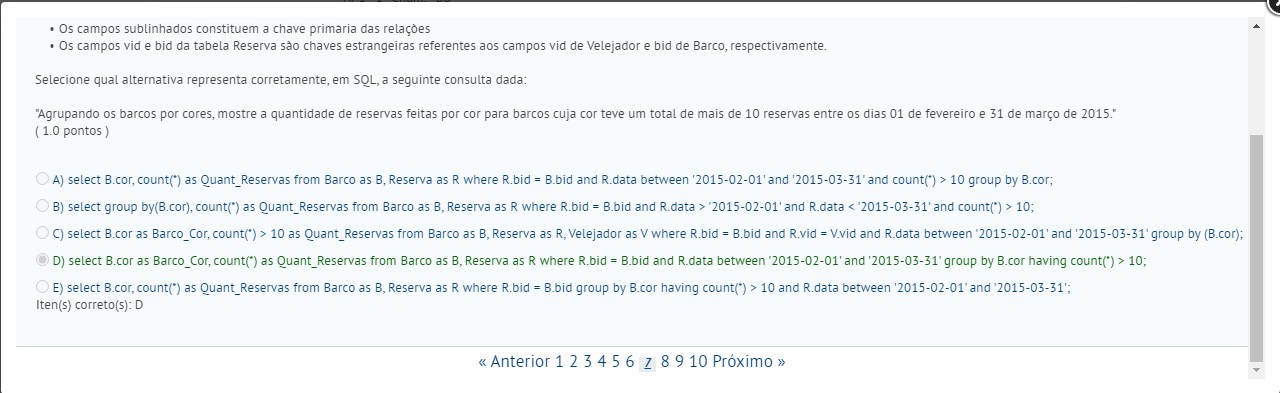 • Os campos sublinhados constituem a chave primária das relações
• Os campos vid e bid da tabela Reserva são chaves estrangeiras referentes aos campos vid de Velejador e bid de Barco, respectivamente.
Selecione qual alternativa representa corretamente, em SQL, a seguinte consulta dada:
"Agrupando os barcos por cores, mostre a quantidade de reservas feitas por cor para barcos cuja cor teve um total de mais de 10 reservas entre os dias 01 de fevereiro e 31 de março de 2015."
( 1.0 pontos )
A) select B.cor, count(*) as Quant_Reservas from Barco as B, Reserva as R where R.bid = B.bid and R.data between '2015-02-01' and '2015-03-31' and count(*) > 10 group by B.cor;
B) select group by(B.cor), count(*) as Quant_Reservas from Barco as B, Reserva as R where R.bid = B.bid and R.data > '2015-02-01' and R.data < '2015-03-31' and count(*) > 10;
C) select B.cor as Barco_Cor, count(*) > 10 as Quant_Reservas from Barco as B, Reserva as R, Velejador as V where R.bid = B.bid and R.vid = V.vid and R.data between '2015-02-01' and '2015-03-31' group by (B.cor);
D) select B.cor as Barco_Cor, count(*) as Quant_Reservas from Barco as B, Reserva as R where R.bid = B.bid and R.data between '2015-02-01' and '2015-03-31' group by B.cor having count(*) > 10;
E) select B.cor, count(*) as Quant_Reservas from Barco as B, Reserva as R where R.bid = B.bid group by B.cor having count(*) > 10 and R.data between '2015-02-01' and '2015-03-31';
Iten(s) correto(s): D
« Anterior 1 2 3 4 5 6 7 8 9 10 Próximo »